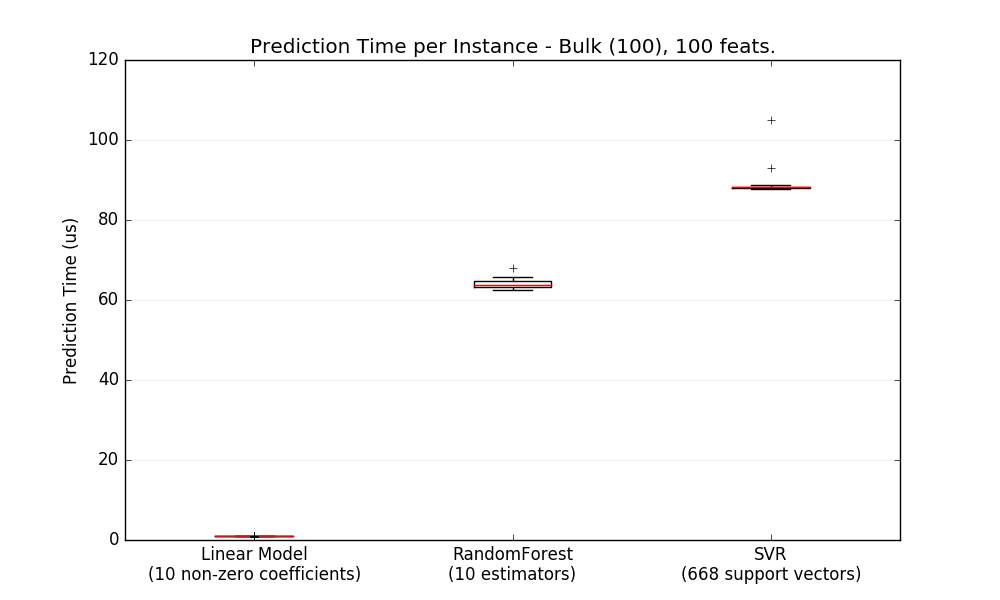 Prediction Time per Instance - Bulk (100), 100 feats.
120
100
80
60
40
20
0
Prediction Time (us)
Linear Model
(10 non-zero coefficients)
RandomForest
(10 estimators)
SVR
(668 support vectors)